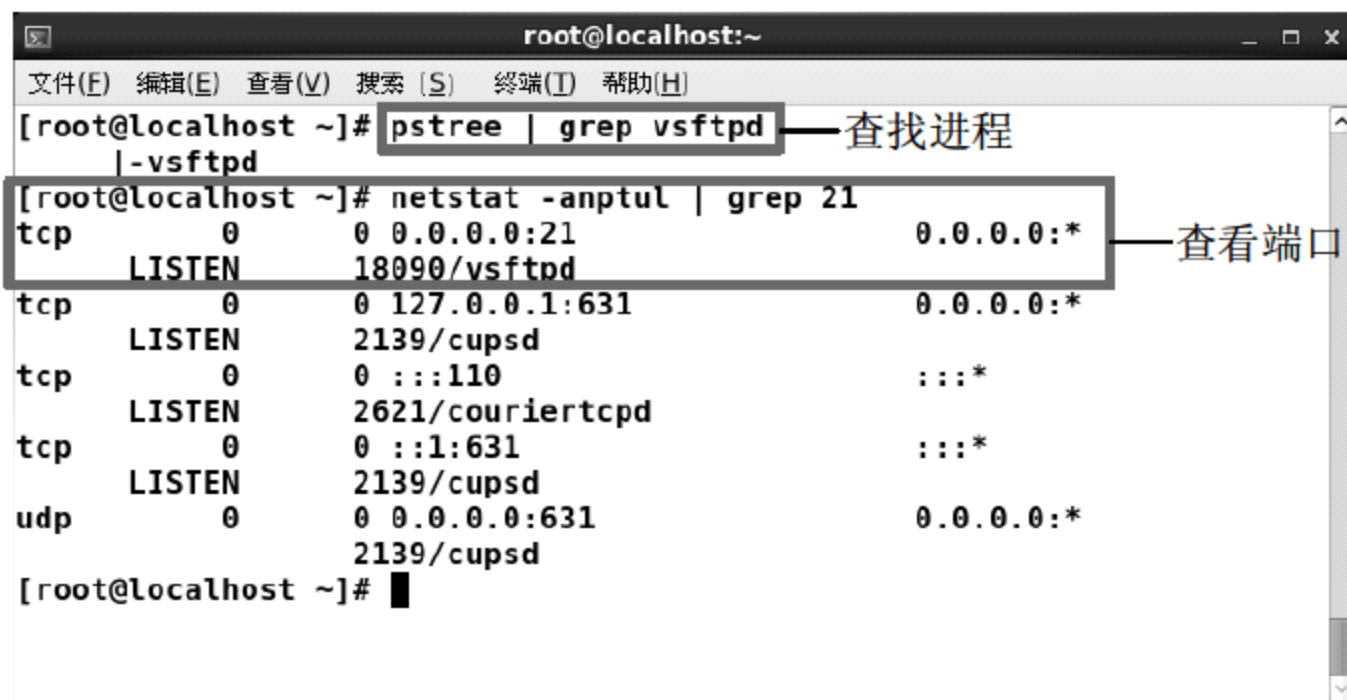 root@localhost:~
文件(F) 编辑(E) 查看(V) 搜索 (S) 终端(T) 帮助(H)
[root@localhost ~]# pstree | grep vsftpd 查找进程
|-vsftpd
[root@localhost ~]# netstat -anptul | grep 21
tcp 0 0 0.0.0.0:21 0.0.0.0:* 查看端口
LISTEN 18090/vsftpd
tcp 0 0 127.0.0.1:631 0.0.0.0:*
LISTEN 2139/cupsd
tcp 0 0 :::110 :::*
LISTEN 2621/couriertcpd
tcp 0 0 ::1:631 :::*
LISTEN 2139/cupsd
udp 0 0 0.0.0.0:631 0.0.0.0:*
2139/cupsd
[root@localhost ~]#